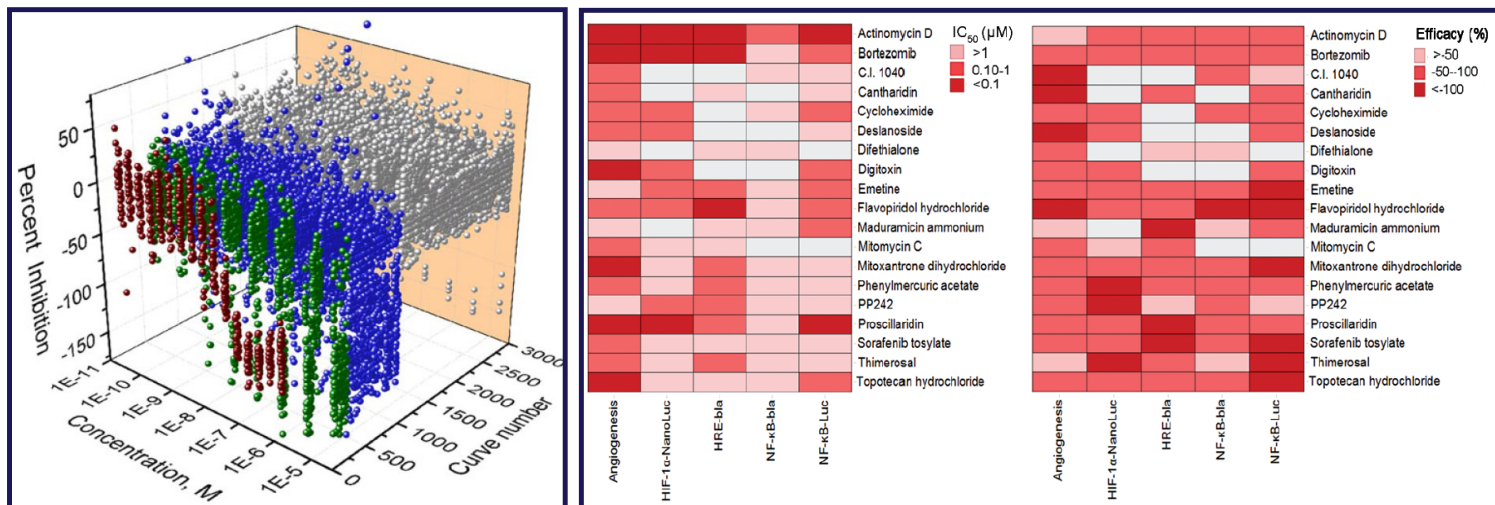 50
0
-50
-100
-150
Percent Inhibition
1E-11
1E-10
1E-9
1E-8
1E-7
1E-6
1E-5
Concentration, M
0
500
1000
1500
2000
2500
3000
Curve number
Actinomycin D
Bortezomib
C.I. 1040
Cantharidin
Cycloheximide
Deslanoside
Difethialone
Digitoxin
Emetine
Flavopiridol hydrochloride
Maduramicin ammonium
Mitomycin C
Mitoxantrone dihydrochloride
Phenylmercuric acetate
PP242
Proscillaridin
Sorafenib tosylate
Thimerosal
Topotecan hydrochloride
IC50 (µM)
>1
0.10-1
<0.1
Angiogenesis
HIF-1α-NanoLuc
HRE-bla
NF-κB-bla
NF-κB-Luc
Actinomycin D
Bortezomib
C.I. 1040
Cantharidin
Cycloheximide
Deslanoside
Difethialone
Digitoxin
Emetine
Flavopiridol hydrochloride
Maduramicin ammonium
Mitomycin C
Mitoxantrone dihydrochloride
Phenylmercuric acetate
PP242
Proscillaridin
Sorafenib tosylate
Thimerosal
Topotecan hydrochloride
Efficacy (%)
>-50
-50--100
<-100
Angiogenesis
HIF-1α-NanoLuc
HRE-bla
NF-κB-bla
NF-κB-Luc